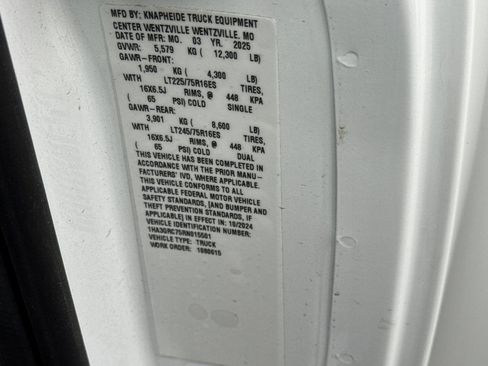 MFD BY: KNAPHEIDE TRUCK EQUIPMENT
CENTER WENTZVILLE WENTZVILLE, MO
DATE OF MFR: MO. 03 YR. 2025
GVWR: 5,579 KG ( 12,300 LB)
GAWR-FRONT:
1,950 KG ( 4,300 LB)
WITH LT225/75R16ES TIRES,
16X6.5J RIMS, @ 448 KPA
( 65 PSI) COLD SINGLE
GAWR-REAR:
3,901 KG ( 8,600 LB)
WITH LT245/75R16ES TIRES,
16X6.5J RIMS, @ 448 KPA
( 65 PSI) COLD DUAL
THIS VEHICLE HAS BEEN COMPLETED IN
ACCORDANCE WITH THE PRIOR MANU-
FACTURERS' IVD, WHERE APPLICABLE.
THIS VEHICLE CONFORMS TO ALL
APPLICABLE FEDERAL MOTOR VEHICLE
SAFETY STANDARDS, [AND BUMPER AND
THEFT PREVENTION STANDARDS, IF
APPLICABLE] IN EFFECT IN: 10/2024
VEHICLE IDENTIFICATION NUMBER:
1HA3GRC75RN015501
VEHICLE TYPE: TRUCK
WORK ORDER: 1080615